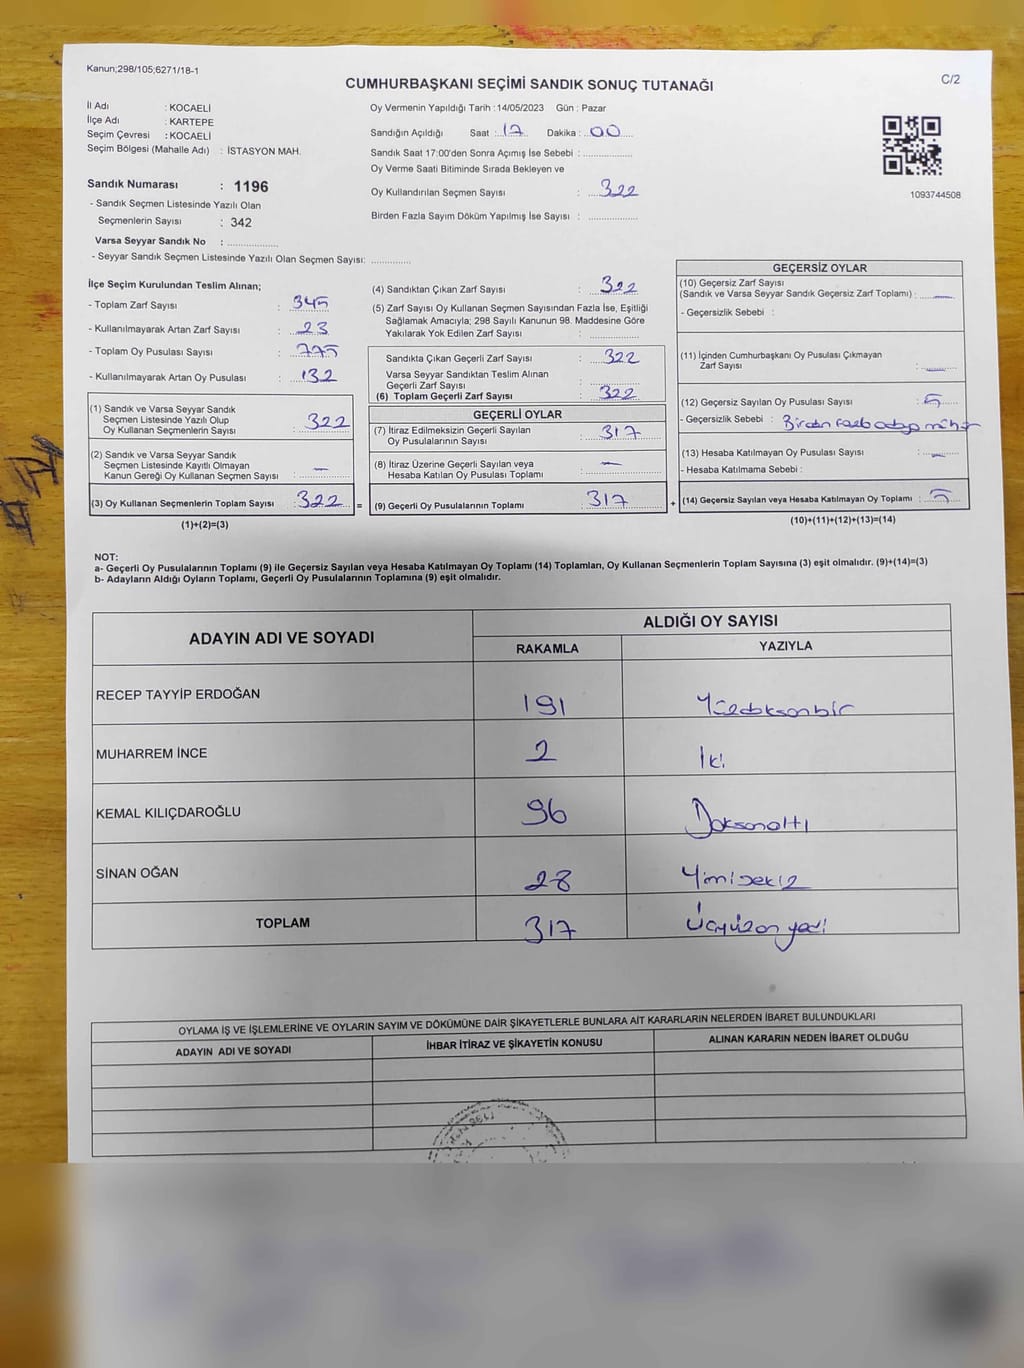 Kanun;298/105;6271/18-1
C/2
CUMHURBAŞKANI SEÇİMİ SANDIK SONUÇ TUTANAĞI
İl Adı : KOCAELİ
İlçe Adı : KARTEPE
Seçim Çevresi : KOCAELİ
Seçim Bölgesi (Mahalle Adı) : İSTASYON MAH.
Sandık Numarası : 1196
- Sandık Seçmen Listesinde Yazılı Olan
Seçmenlerin Sayısı : 342
Varsa Seyyar Sandık No : ................
- Seyyar Sandık Seçmen Listesinde Yazılı Olan Seçmen Sayısı: ............
Oy Vermenin Yapıldığı Tarih :14/05/2023 Gün : Pazar
Sandığın Açıldığı Saat : 17 Dakika : 00
Sandık Saat 17:00'den Sonra Açımış İse Sebebi : ...............
Oy Verme Saati Bitiminde Sırada Bekleyen ve
Oy Kullandırılan Seçmen Sayısı : 322
Birden Fazla Sayım Döküm Yapılmış İse Sayısı : ...............
1093744508
İlçe Seçim Kurulundan Teslim Alınan;
- Toplam Zarf Sayısı : 345
- Kullanılmayarak Artan Zarf Sayısı : 23
- Toplam Oy Pusulası Sayısı :
- Kullanılmayarak Artan Oy Pusulası : 132
(1) Sandık ve Varsa Seyyar Sandık
Seçmen Listesinde Yazılı Olup
Oy Kullanan Seçmenlerin Sayısı : 322
(2) Sandık ve Varsa Seyyar Sandık
Seçmen Listesinde Kayıtlı Olmayan
Kanun Gereği Oy Kullanan Seçmen Sayısı : —
(3) Oy Kullanan Seçmenlerin Toplam Sayısı : 322 =
(1)+(2)=(3)
(4) Sandıktan Çıkan Zarf Sayısı : 322
(5) Zarf Sayısı Oy Kullanan Seçmen Sayısından Fazla İse, Eşitliği
Sağlamak Amacıyla; 298 Sayılı Kanunun 98. Maddesine Göre
Yakılarak Yok Edilen Zarf Sayısı : ...............
Sandıkta Çıkan Geçerli Zarf Sayısı : 322
Varsa Seyyar Sandıktan Teslim Alınan
Geçerli Zarf Sayısı : ...............
(6) Toplam Geçerli Zarf Sayısı : 322
GEÇERLİ OYLAR
(7) İtiraz Edilmeksizin Geçerli Sayılan
Oy Pusulalarının Sayısı : 317
(8) İtiraz Üzerine Geçerli Sayılan veya
Hesaba Katılan Oy Pusulası Toplamı : —
(9) Geçerli Oy Pusulalarının Toplamı : 317 +
GEÇERSİZ OYLAR
(10) Geçersiz Zarf Sayısı
(Sandık ve Varsa Seyyar Sandık Geçersiz Zarf Toplamı) : —
- Geçersizlik Sebebi :
(11) İçinden Cumhurbaşkanı Oy Pusulası Çıkmayan
Zarf Sayısı : —
(12) Geçersiz Sayılan Oy Pusulası Sayısı : 5
- Geçersizlik Sebebi : Birden fazla adaya mühür
(13) Hesaba Katılmayan Oy Pusulası Sayısı : —
- Hesaba Katılmama Sebebi :
(14) Geçersiz Sayılan veya Hesaba Katılmayan Oy Toplamı : 5
(10)+(11)+(12)+(13)=(14)
NOT:
a- Geçerli Oy Pusulalarının Toplamı (9) ile Geçersiz Sayılan veya Hesaba Katılmayan Oy Toplamı (14) Toplamları, Oy Kullanan Seçmenlerin Toplam Sayısına (3) eşit olmalıdır. (9)+(14)=(3)
b- Adayların Aldığı Oyların Toplamı, Geçerli Oy Pusulalarının Toplamına (9) eşit olmalıdır.
ADAYIN ADI VE SOYADI ALDIĞI OY SAYISI
RAKAMLA YAZIYLA
RECEP TAYYİP ERDOĞAN 191 Yüzdoksanbir
MUHARREM İNCE 2 İki
KEMAL KILIÇDAROĞLU 96 Doksanaltı
SİNAN OĞAN 28 Yirmisekiz
TOPLAM 317 Üçyüzon yedi
OYLAMA İŞ VE İŞLEMLERİNE VE OYLARIN SAYIM VE DÖKÜMÜNE DAİR ŞİKAYETLERLE BUNLARA AİT KARARLARIN NELERDEN İBARET BULUNDUKLARI
ADAYIN ADI VE SOYADI İHBAR İTİRAZ VE ŞİKAYETİN KONUSU ALINAN KARARIN NEDEN İBARET OLDUĞU